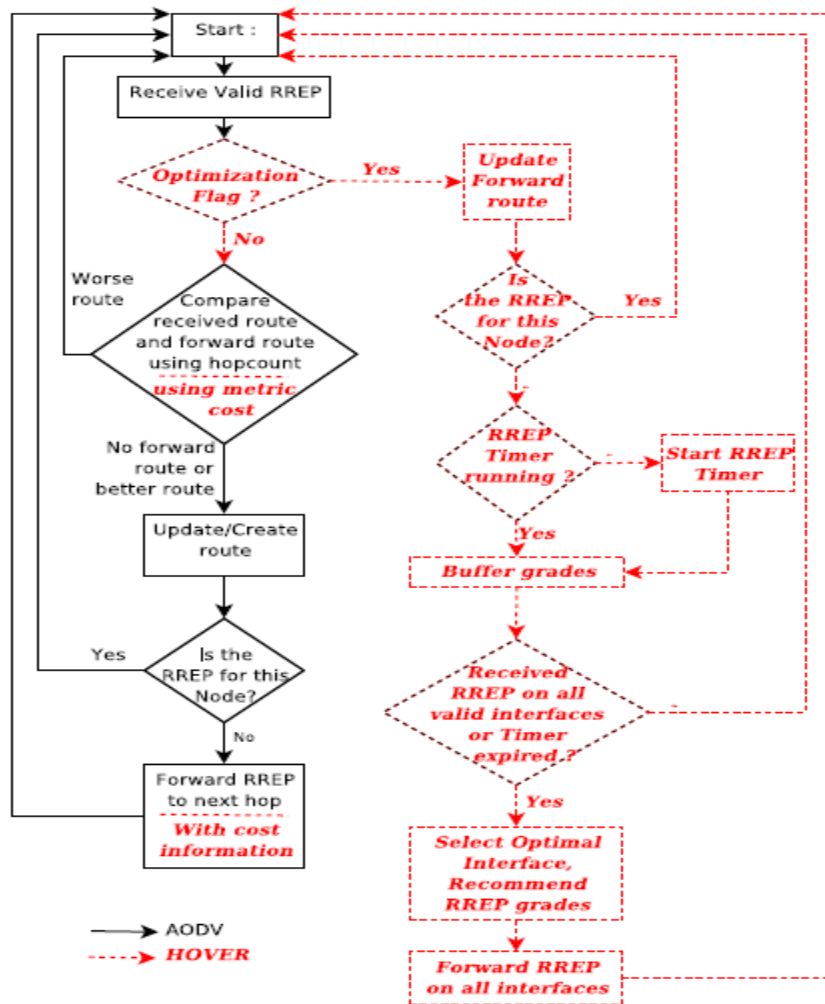 Start :
Receive Valid RREP
Optimization
Flag ?
Yes
Update
Forward
route
No
Worse
route
Compare
received route
and forward route
using hopcount
using metric
cost
Is
the RREP
for this
Node?
Yes
No forward
route or
better route
RREP
Timer
running ?
-
Start RREP
Timer
Yes
Update/Create
route
Buffer grades
Yes
Is the
RREP for this
Node?
No
Received
RREP on all
valid interfaces
or Timer
expired ?
-
Yes
Forward RREP
to next hop
With cost
information
Select Optimal
Interface,
Recommend
RREP grades
AODV
HOVER
Forward RREP
on all interfaces